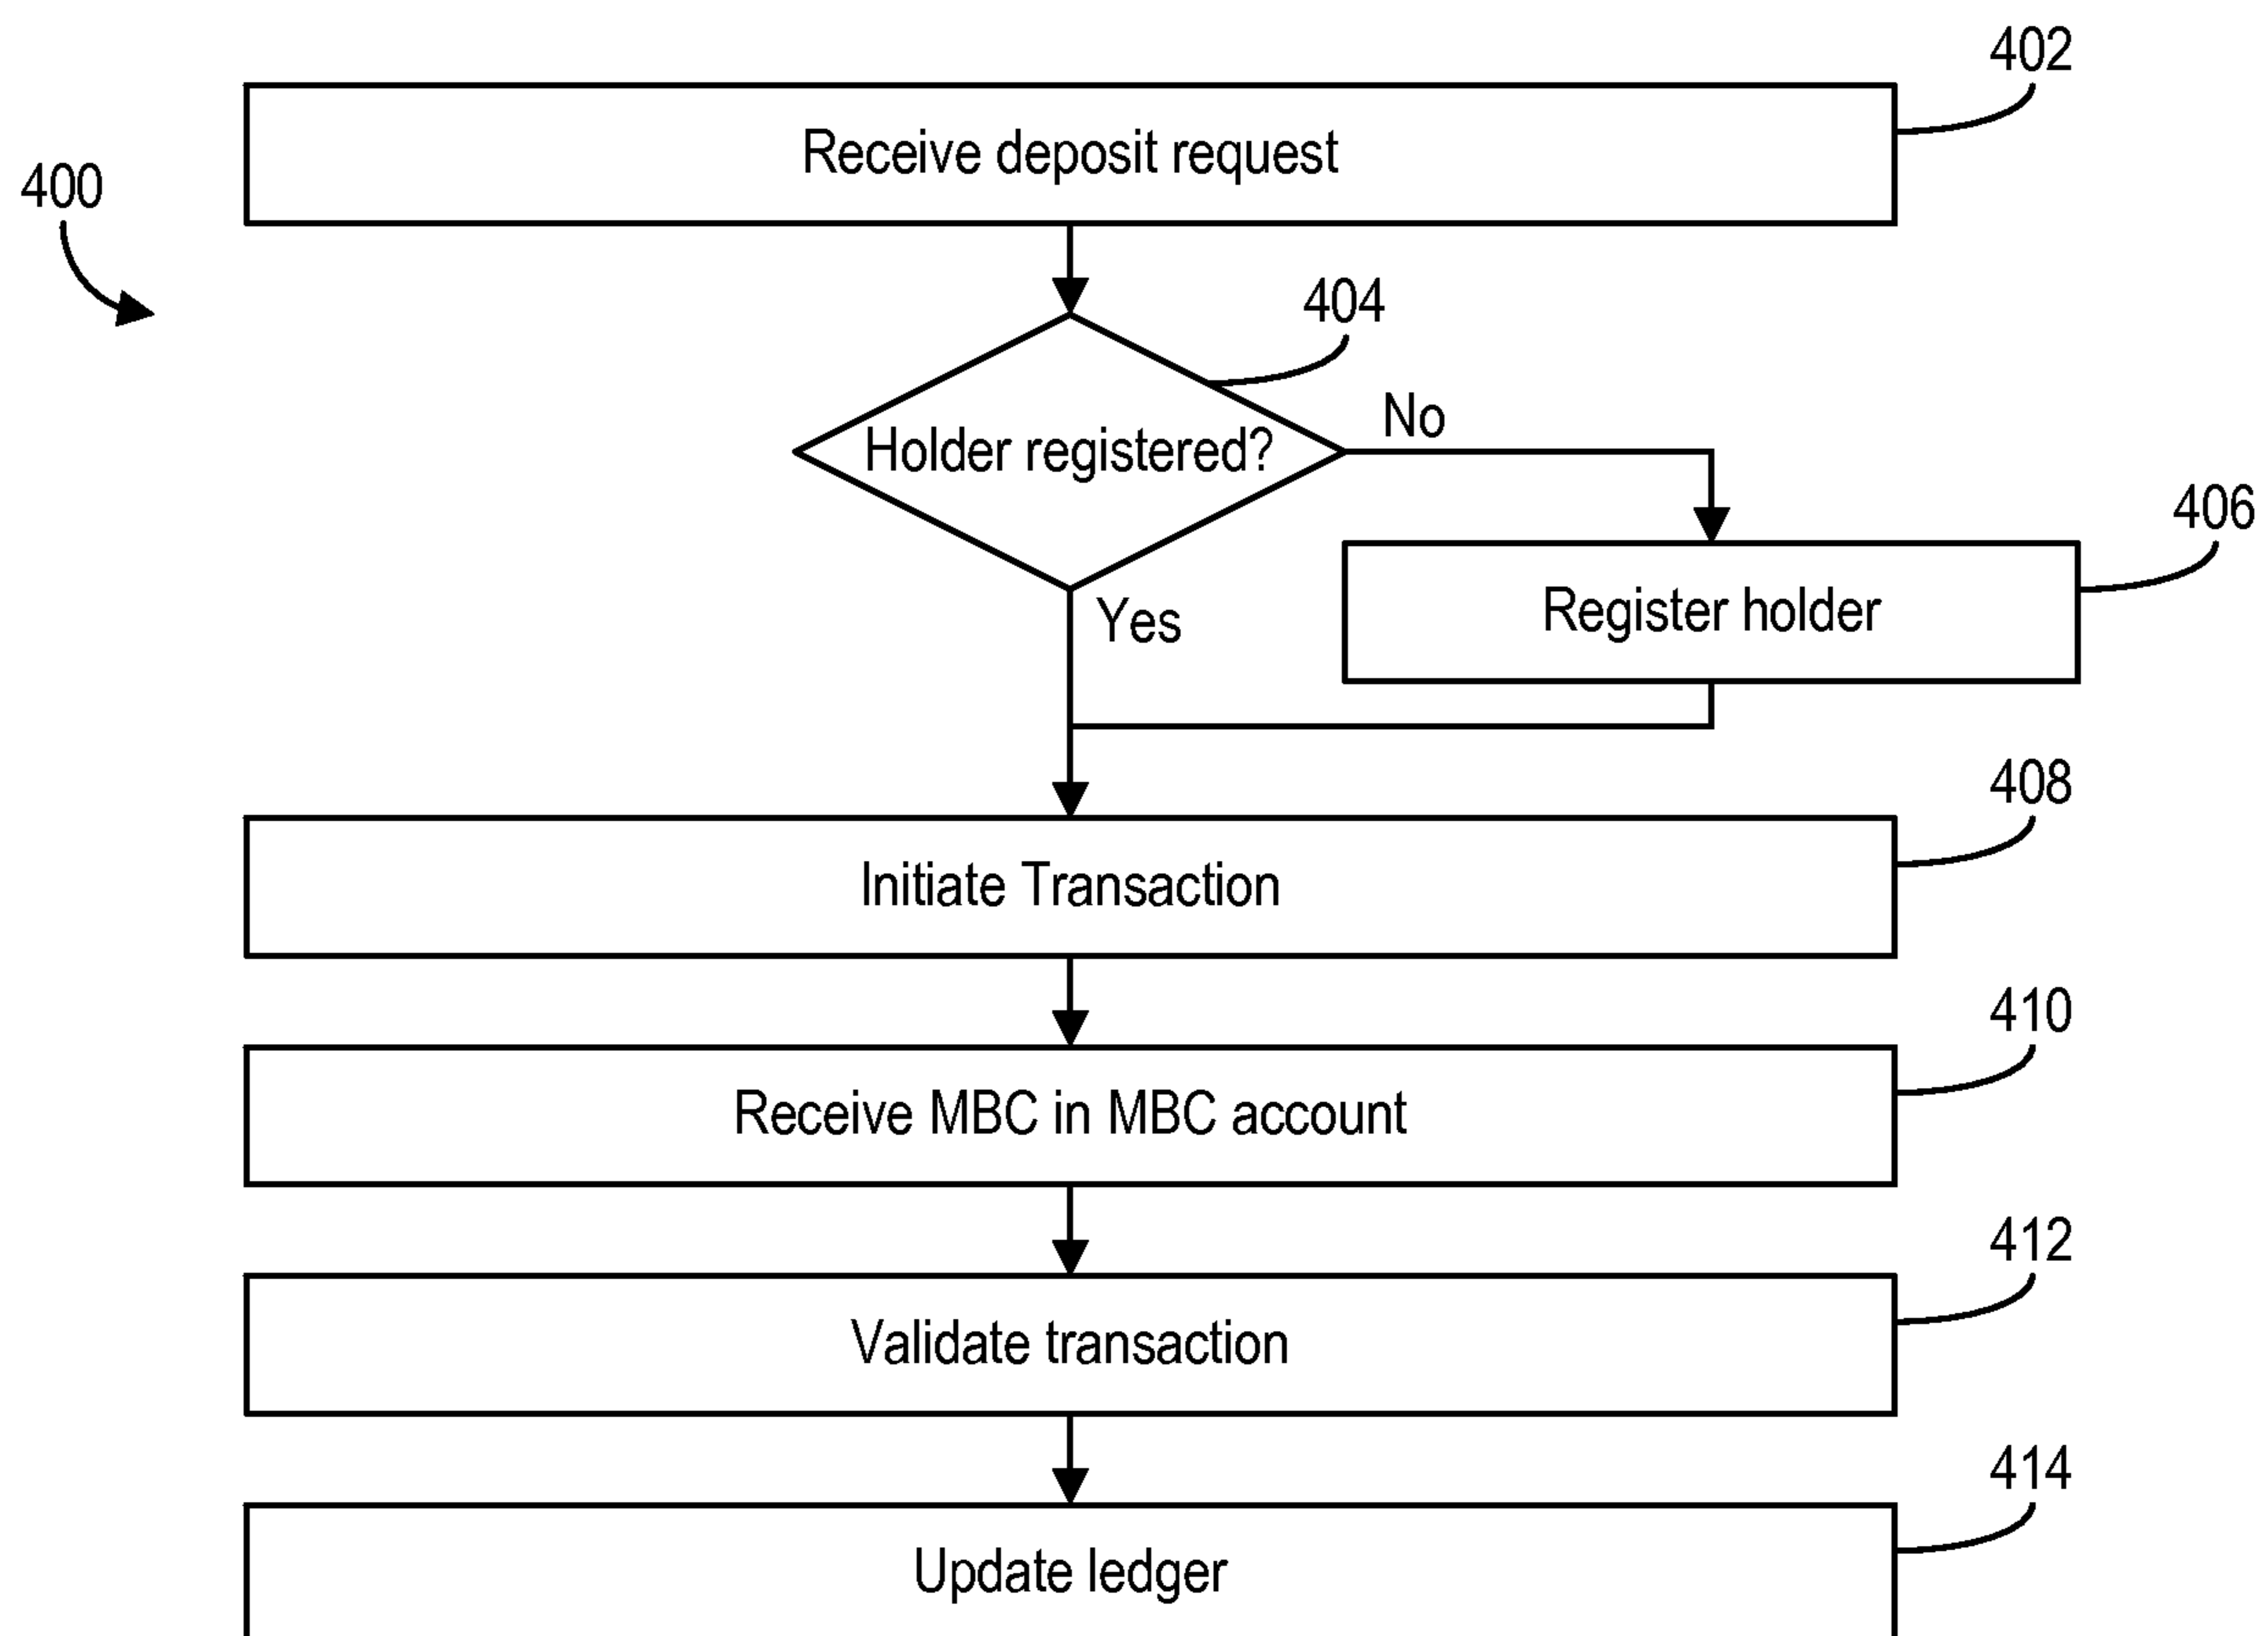 402
Receive deposit request
400
404
Holder registered?
No
406
Register holder
Yes
408
Initiate Transaction
410
Receive MBC in MBC account
412
Validate transaction
414
Update ledger